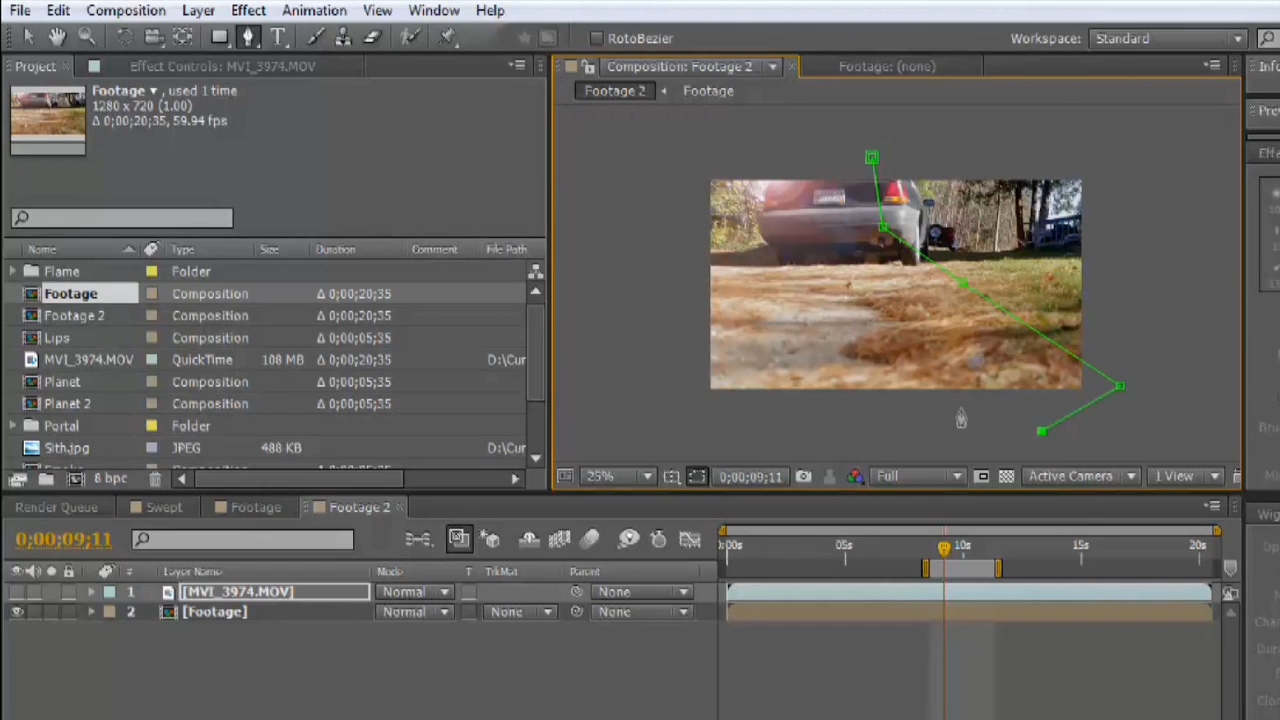 File Edit Composition Layer Effect Animation View Window Help
T RotoBezier Workspace: Standard
Project Effect Controls: MVI_3974.MOV Composition: Footage 2 Footage: (none) Info
Footage ▾ , used 1 time
1280 x 720 (1.00)
Δ 0;00;20;35, 59.94 fps
Footage 2 Footage
Name Type Size Duration Comment File Path
Flame Folder
Footage Composition Δ 0;00;20;35
Footage 2 Composition Δ 0;00;20;35
Lips Composition Δ 0;00;05;35
MVI_3974.MOV QuickTime 108 MB Δ 0;00;20;35 D:\Cur
Planet Composition Δ 0;00;05;35
Planet 2 Composition Δ 0;00;05;35
Portal Folder
Sith.jpg JPEG 488 KB D:\Cur
8 bpc 25% 0;00;09;11 Full Active Camera 1 View
Render Queue Swept Footage Footage 2
0;00;09;11 :00s 05s 10s 15s 20s
# Layer Name Mode T TrkMat Parent
1 [MVI_3974.MOV] Normal None
2 [Footage] Normal None None